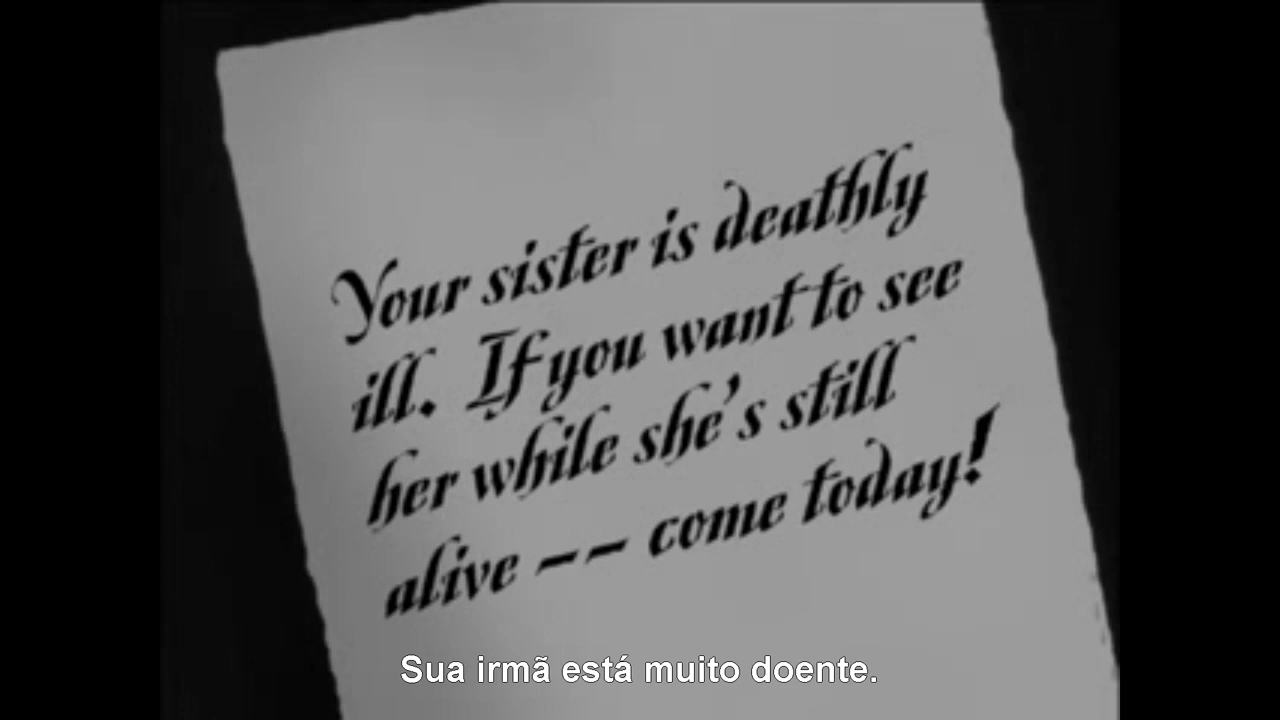 Your sister is deathly
ill. If you want to see
her while she's still
alive -- come today!
Sua irmã está muito doente.